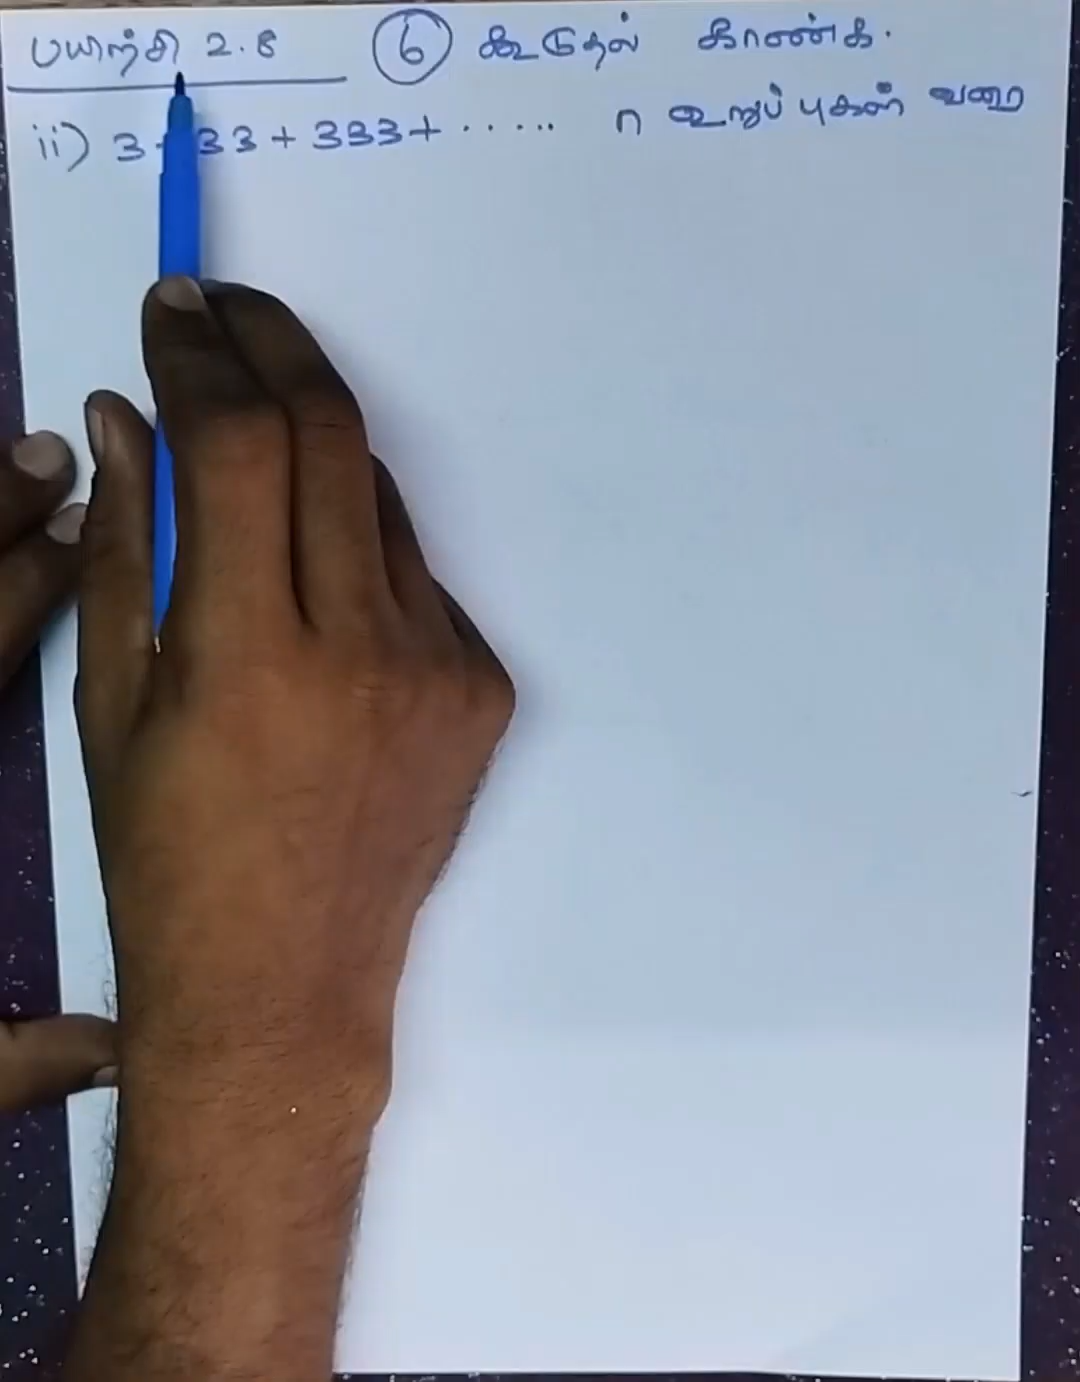 பயிற்சி 2.8 ⑥ கூடுதல் காண்க.
ii) 3+33+333+...... n உறுப்புகள் வரை